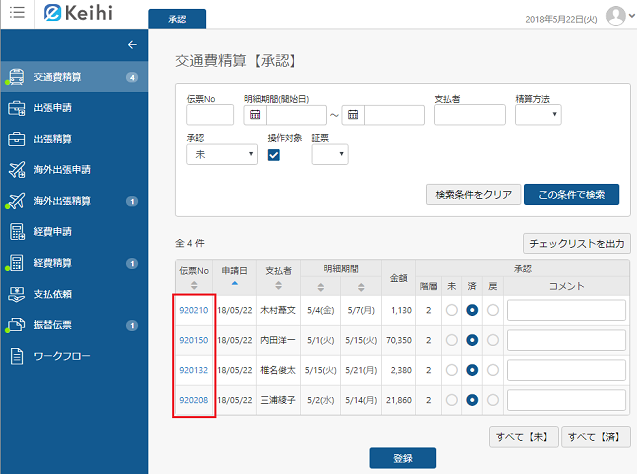 Keihi
承認
2018年5月22日(火)
交通費精算 4
出張申請
出張精算
海外出張申請
海外出張精算 1
経費申請
経費精算 1
支払依頼
振替伝票 1
ワークフロー
交通費精算【承認】
伝票No 明細期間(開始日) 支払者 精算方法
～
承認 操作対象 証票
未
検索条件をクリア この条件で検索
全 4 件 チェックリストを出力
伝票No 申請日 支払者 明細期間 金額 承認
階層 未 済 戻 コメント
920210 18/05/22 木村嘉文 5/4(金) 5/7(月) 1,130 2
920150 18/05/22 内田洋一 5/1(火) 5/15(火) 70,350 2
920132 18/05/22 椎名俊太 5/15(火) 5/21(月) 2,380 2
920208 18/05/22 三浦綾子 5/2(水) 5/14(月) 21,860 2
すべて【未】 すべて【済】
登録